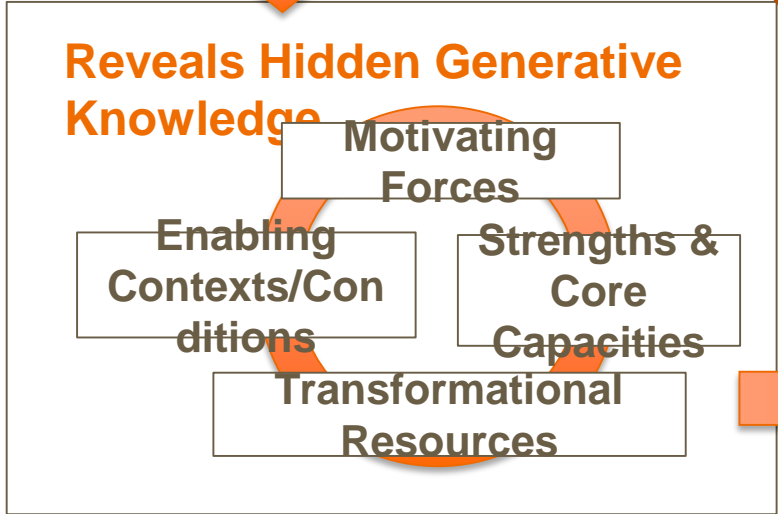 Reveals Hidden Generative
Knowledge
Motivating
Forces
Enabling
Contexts/Con
ditions
Strengths &
Core
Capacities
Transformational
Resources